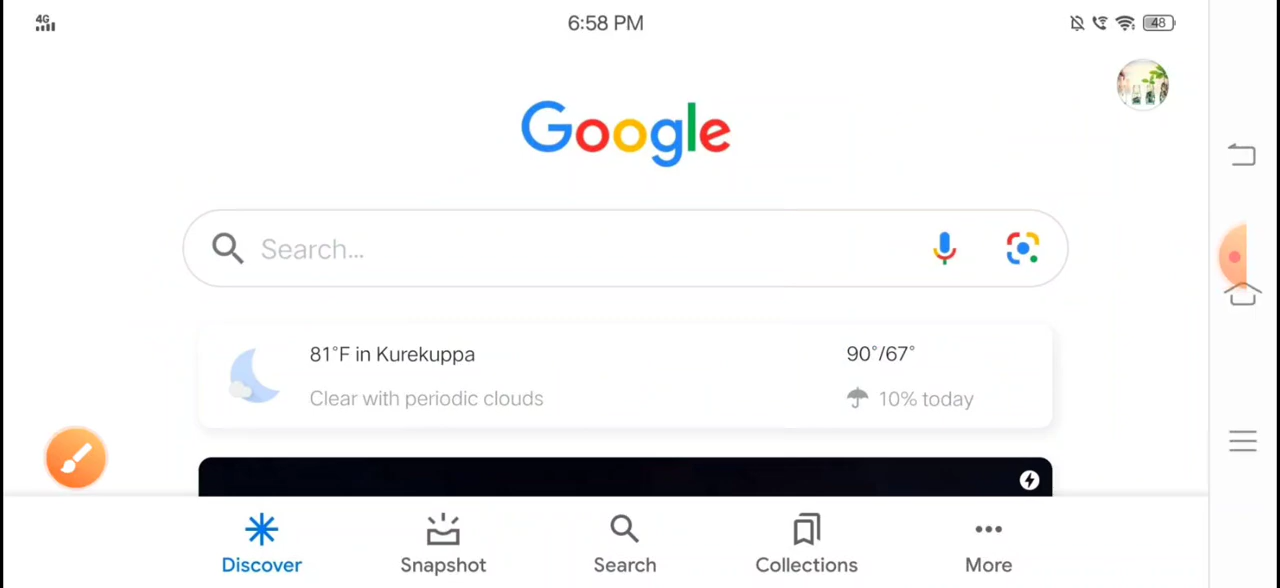 4G
6:58 PM
48
Google
Search...
81°F in Kurekuppa
90°/67°
Clear with periodic clouds
10% today
Discover
Snapshot
Search
Collections
More